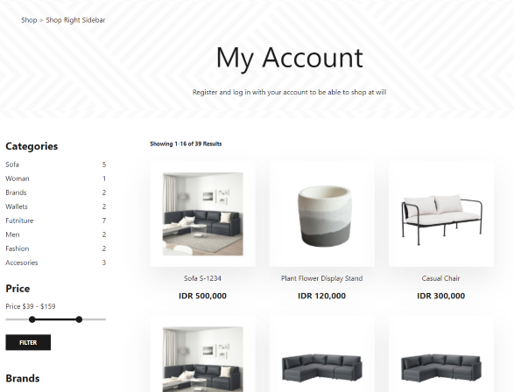 Shop > Shop Right Sidebar
My Account
Register and log in with your account to be able to shop at will
Categories
Sofa 5
Woman 1
Brands 2
Wallets 2
Futniture 7
Men 2
Fashion 2
Accesories 3
Price
Price $39 - $159
FILTER
Brands
Showing 1-16 of 39 Results
Sofa S-1234
IDR 500,000
Plant Flower Display Stand
IDR 120,000
Casual Chair
IDR 300,000